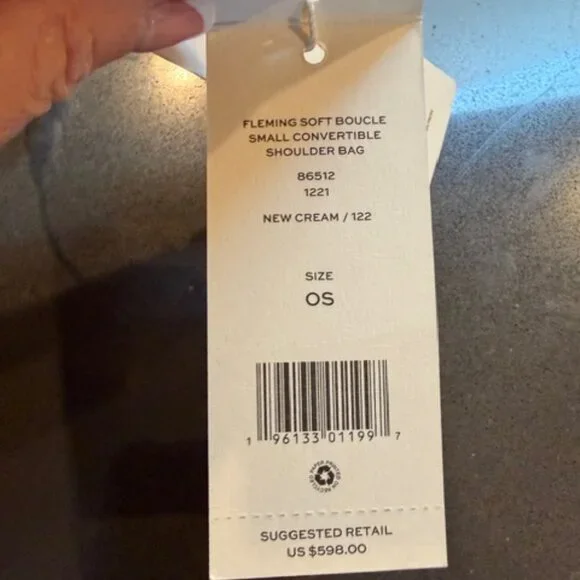 FLEMING SOFT BOUCLE
SMALL CONVERTIBLE
SHOULDER BAG
86512
1221
NEW CREAM / 122
SIZE
OS
1 96133 01199 7
SUGGESTED RETAIL
US $598.00